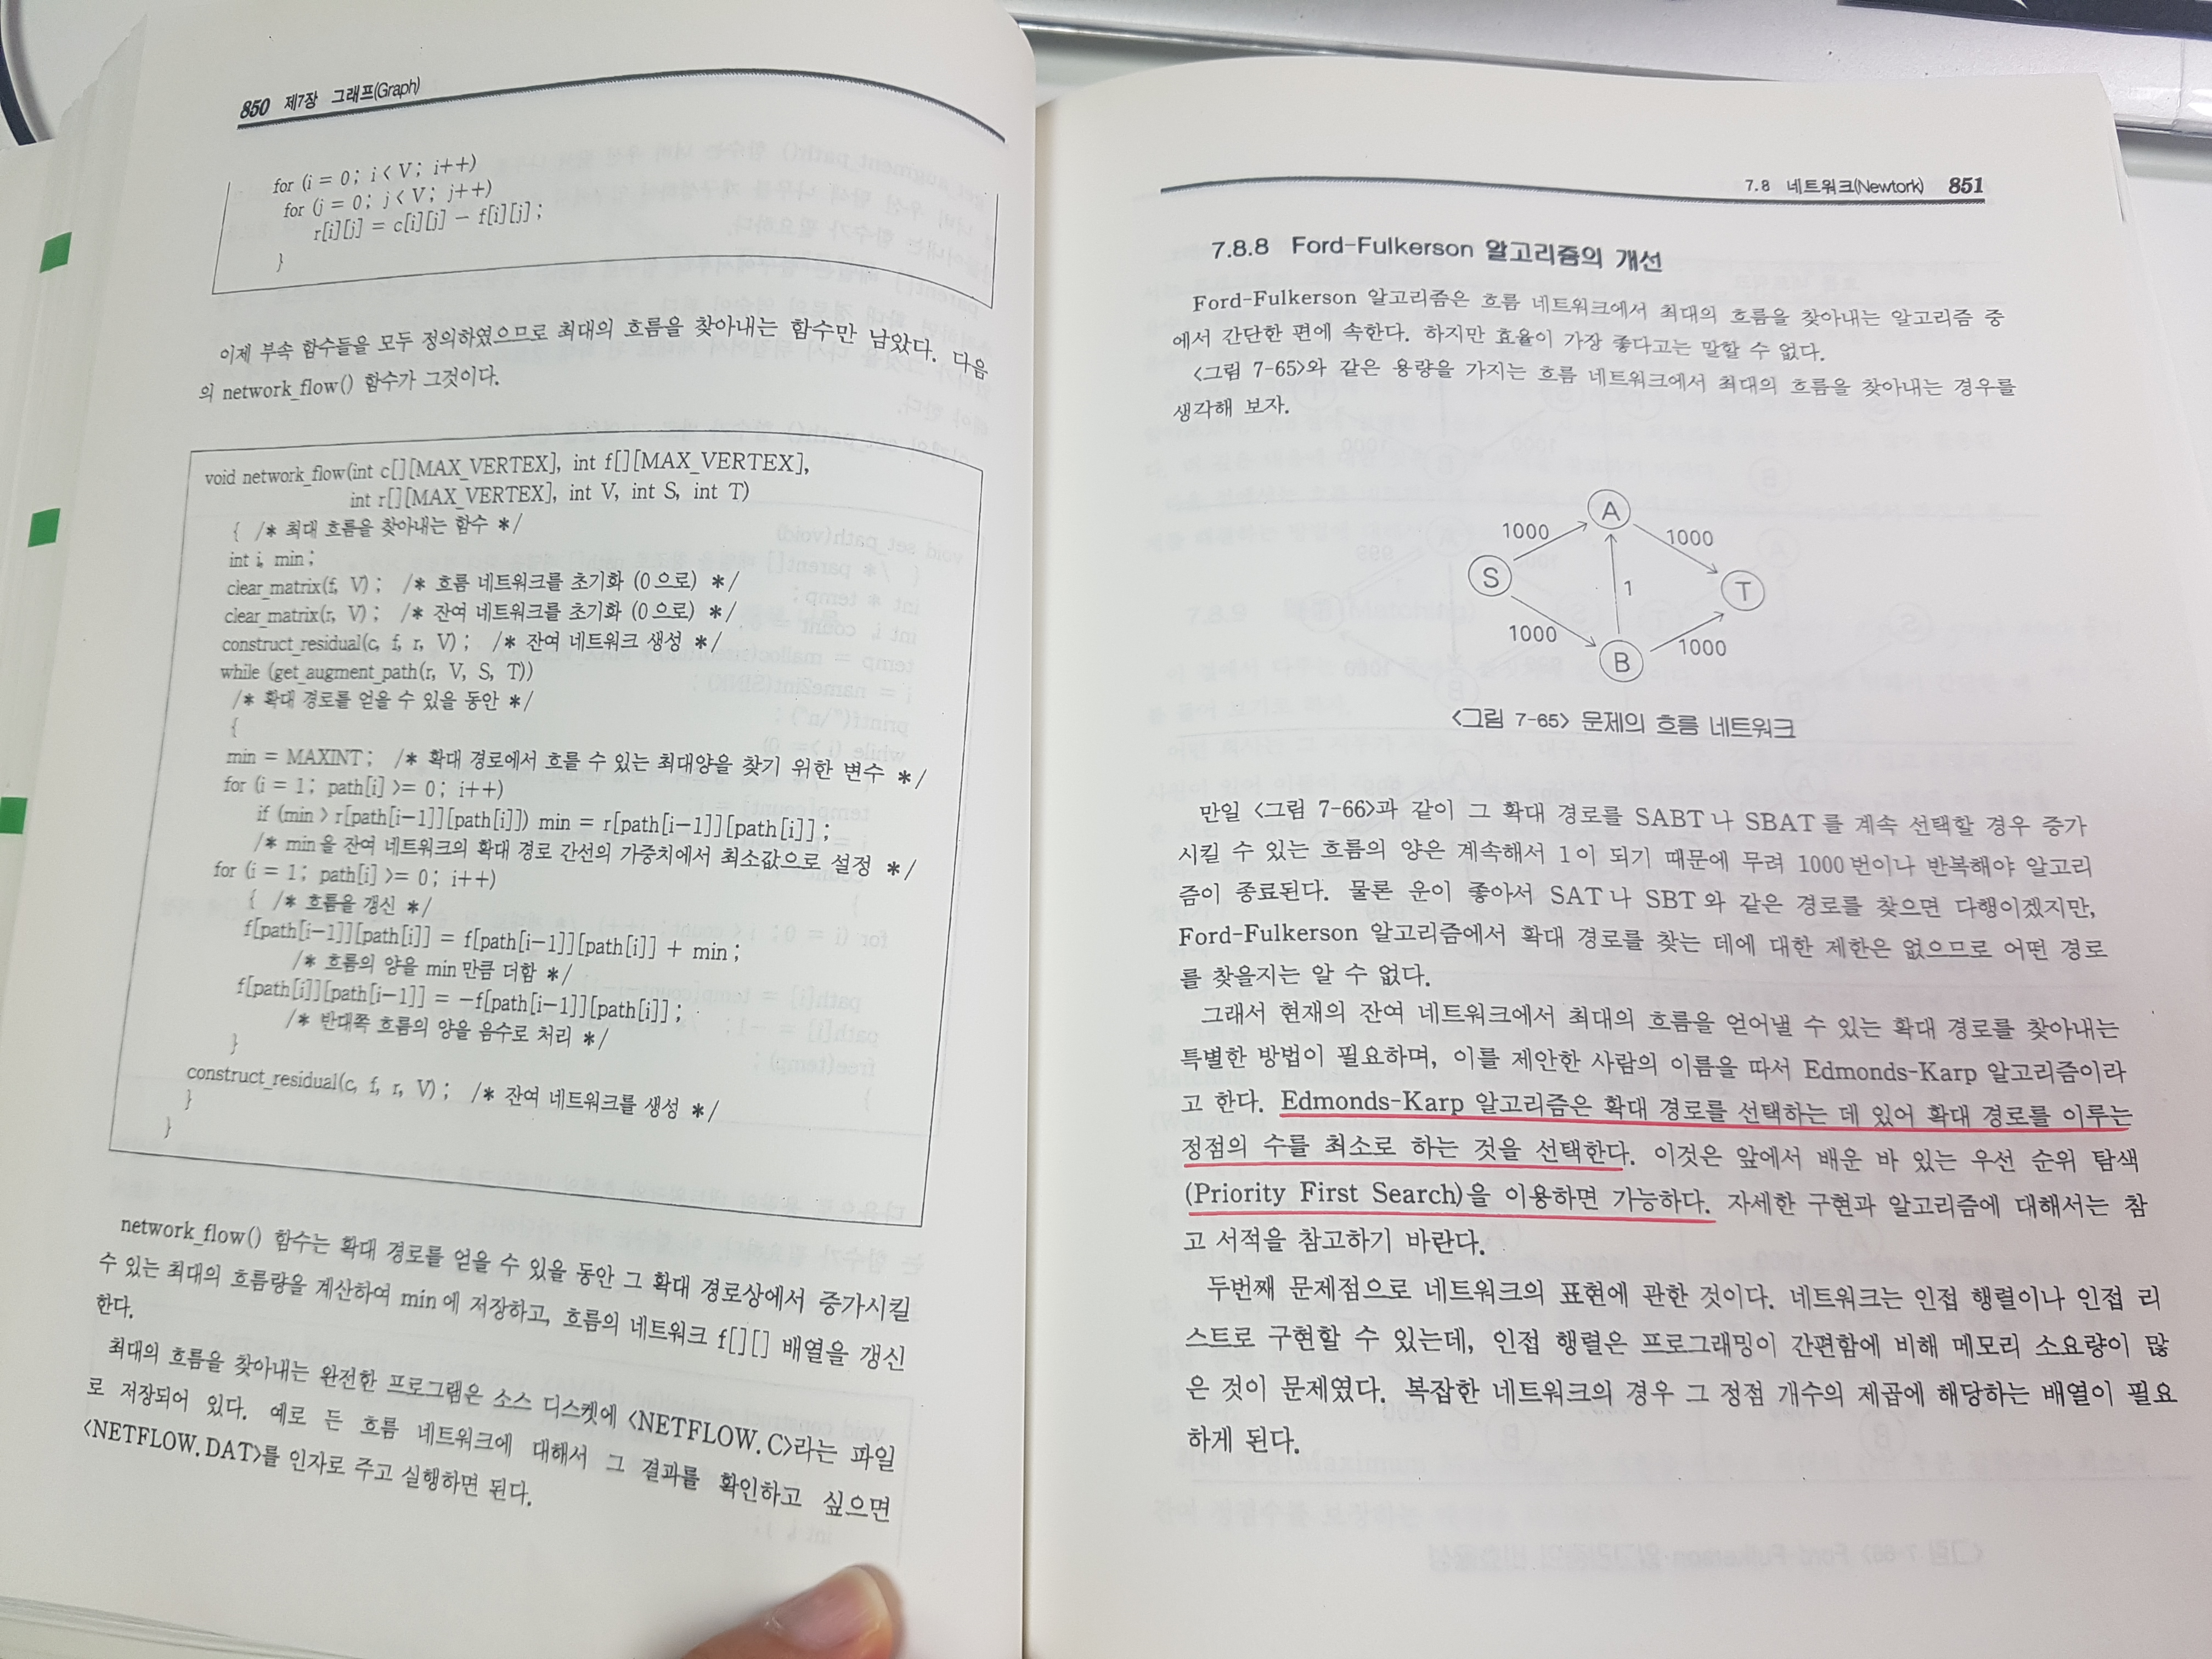 850 제7장 그래프(Graph)
for (i = 0; i < V; i++)
for (j = 0; j < V; j++)
r[i][j] = c[i][j] - f[i][j];
}
이제 부속 함수들을 모두 정의하였으므로 최대의 흐름을 찾아내는 함수만 남았다. 다음
의 network_flow() 함수가 그것이다.
void network_flow(int c[][MAX_VERTEX], int f[][MAX_VERTEX],
int r[][MAX_VERTEX], int V, int S, int T)
{ /* 최대 흐름을 찾아내는 함수 */
int i, min;
clear_matrix(f, V); /* 흐름 네트워크를 초기화 (0으로) */
clear_matrix(r, V); /* 잔여 네트워크를 초기화 (0으로) */
construct_residual(c, f, r, V); /* 잔여 네트워크 생성 */
while (get_augment_path(r, V, S, T))
/* 확대 경로를 얻을 수 있을 동안 */
{
min = MAXINT; /* 확대 경로에서 흐를 수 있는 최대양을 찾기 위한 변수 */
for (i = 1; path[i] >= 0; i++)
if (min > r[path[i-1]][path[i]]) min = r[path[i-1]][path[i]];
/* min을 잔여 네트워크의 확대 경로 간선의 가중치에서 최소값으로 설정 */
for (i = 1; path[i] >= 0; i++)
{ /* 흐름을 갱신 */
f[path[i-1]][path[i]] = f[path[i-1]][path[i]] + min;
/* 흐름의 양을 min만큼 더함 */
f[path[i]][path[i-1]] = -f[path[i-1]][path[i]];
/* 반대쪽 흐름의 양을 음수로 처리 */
}
construct_residual(c, f, r, V); /* 잔여 네트워크를 생성 */
}
}
network_flow() 함수는 확대 경로를 얻을 수 있을 동안 그 확대 경로상에서 증가시킬
수 있는 최대의 흐름량을 계산하여 min에 저장하고, 흐름의 네트워크 f[][] 배열을 갱신
한다.
최대의 흐름을 찾아내는 완전한 프로그램은 소스 디스켓에 <NETFLOW.C>라는 파일
로 저장되어 있다. 예로 든 흐름 네트워크에 대해서 그 결과를 확인하고 싶으면
<NETFLOW.DAT>를 인자로 주고 실행하면 된다.
7.8 네트워크(Newtork) 851
7.8.8 Ford-Fulkerson 알고리즘의 개선
Ford-Fulkerson 알고리즘은 흐름 네트워크에서 최대의 흐름을 찾아내는 알고리즘 중
에서 간단한 편에 속한다. 하지만 효율이 가장 좋다고는 말할 수 없다.
<그림 7-65>와 같은 용량을 가지는 흐름 네트워크에서 최대의 흐름을 찾아내는 경우를
생각해 보자.
A
1000
1000
S
T
1
1000
1000
B
<그림 7-65> 문제의 흐름 네트워크
만일 <그림 7-66>과 같이 그 확대 경로를 SABT나 SBAT를 계속 선택할 경우 증가
시킬 수 있는 흐름의 양은 계속해서 1이 되기 때문에 무려 1000번이나 반복해야 알고리
즘이 종료된다. 물론 운이 좋아서 SAT나 SBT와 같은 경로를 찾으면 다행이겠지만,
Ford-Fulkerson 알고리즘에서 확대 경로를 찾는 데에 대한 제한은 없으므로 어떤 경로
를 찾을지는 알 수 없다.
그래서 현재의 잔여 네트워크에서 최대의 흐름을 얻어낼 수 있는 확대 경로를 찾아내는
특별한 방법이 필요하며, 이를 제안한 사람의 이름을 따서 Edmonds-Karp 알고리즘이라
고 한다. Edmonds-Karp 알고리즘은 확대 경로를 선택하는 데 있어 확대 경로를 이루는
정점의 수를 최소로 하는 것을 선택한다. 이것은 앞에서 배운 바 있는 우선 순위 탐색
(Priority First Search)을 이용하면 가능하다. 자세한 구현과 알고리즘에 대해서는 참
고 서적을 참고하기 바란다.
두번째 문제점으로 네트워크의 표현에 관한 것이다. 네트워크는 인접 행렬이나 인접 리
스트로 구현할 수 있는데, 인접 행렬은 프로그래밍이 간편함에 비해 메모리 소요량이 많
은 것이 문제였다. 복잡한 네트워크의 경우 그 정점 개수의 제곱에 해당하는 배열이 필요
하게 된다.